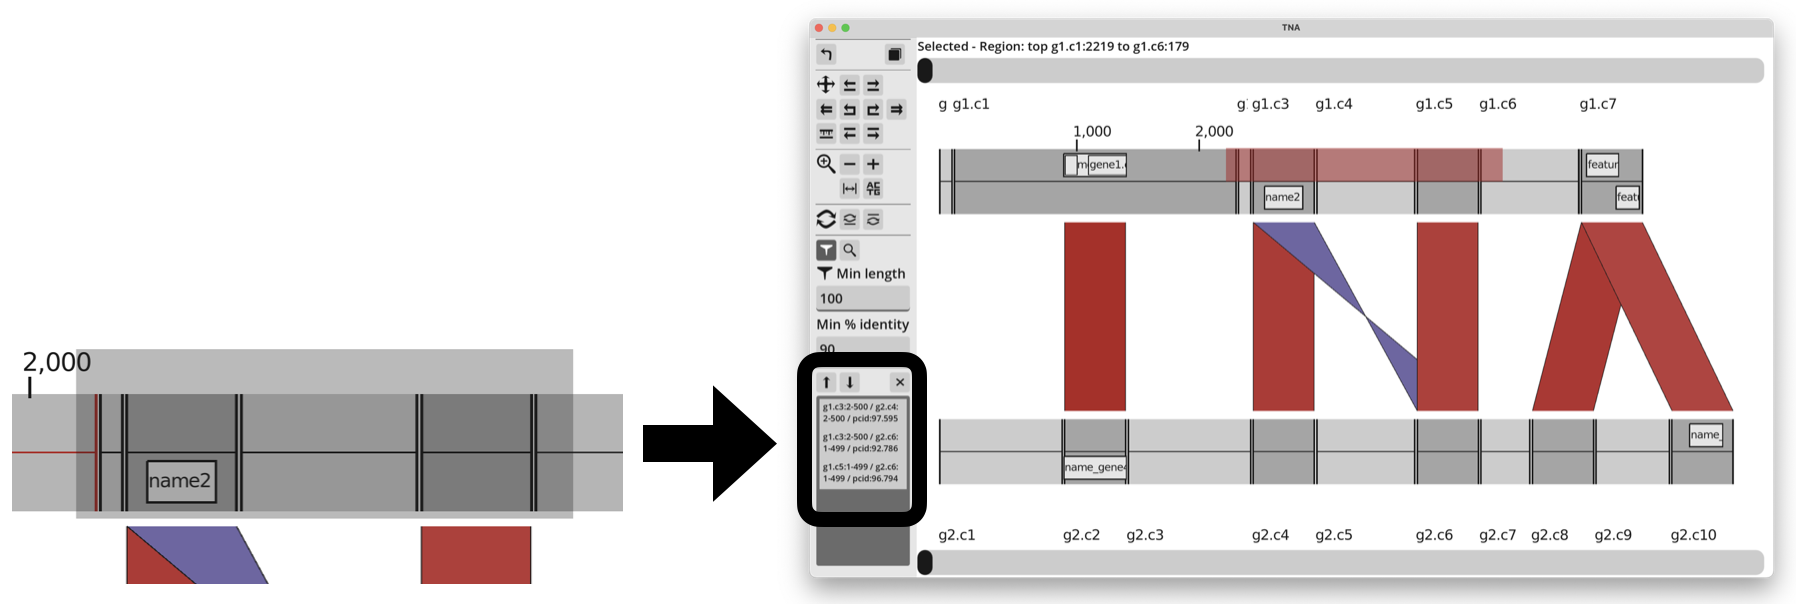 2,000
name2
TNA
Selected - Region: top g1.c1:2219 to g1.c6:179
g g1.c1 g g1.c3 g1.c4 g1.c5 g1.c6 g1.c7
1,000 2,000
m gene1. featur
name2 feat
AC
TG
Min length
100
Min % identity
90
g1.c3:2-500 / g2.c4:
2-500 / pcid:97.595
g1.c3:2-500 / g2.c6:
1-499 / pcid:92.786
g1.c5:1-499 / g2.c6:
1-499 / pcid:96.794
name_
name_gene
g2.c1 g2.c2 g2.c3 g2.c4 g2.c5 g2.c6 g2.c7 g2.c8 g2.c9 g2.c10